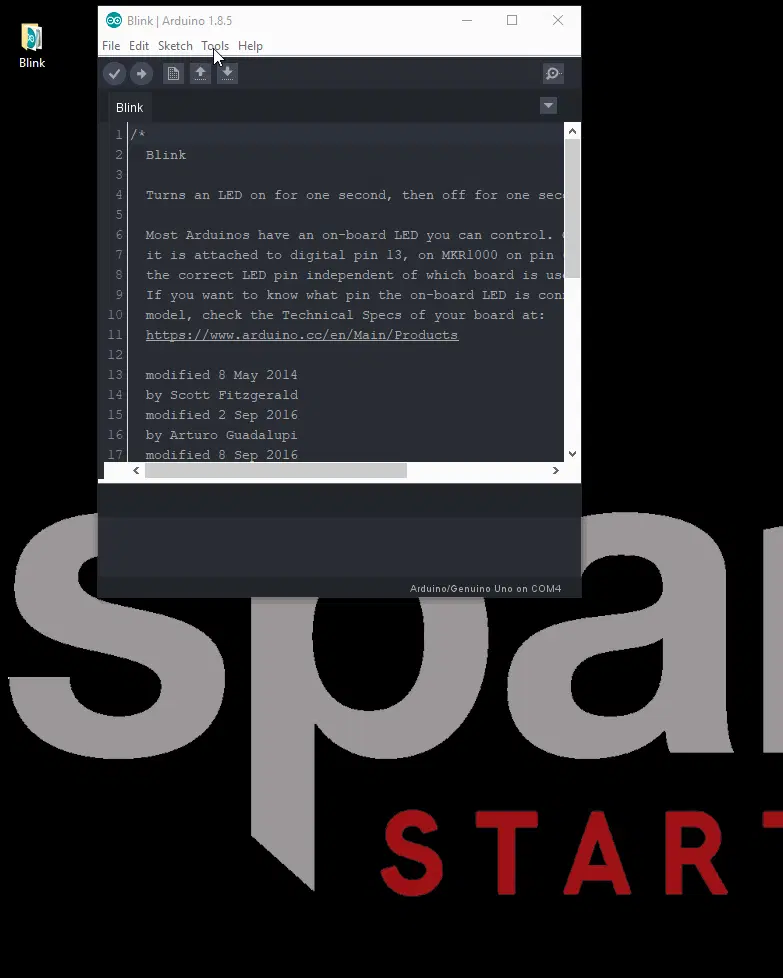 Blink
Blink | Arduino 1.8.5
File Edit Sketch Tools Help
Blink
1 /*
2 Blink
3
4 Turns an LED on for one second, then off for one
5
6 Most Arduinos have an on-board LED you can control.
7 it is attached to digital pin 13, on MKR1000 on pin
8 the correct LED pin independent of which board is
9 If you want to know what pin the on-board LED is
10 model, check the Technical Specs of your board at:
11 https://www.arduino.cc/en/Main/Products
12
13 modified 8 May 2014
14 by Scott Fitzgerald
15 modified 2 Sep 2016
16 by Arturo Guadalupi
17 modified 8 Sep 2016
Arduino/Genuino Uno on COM4
spa
START